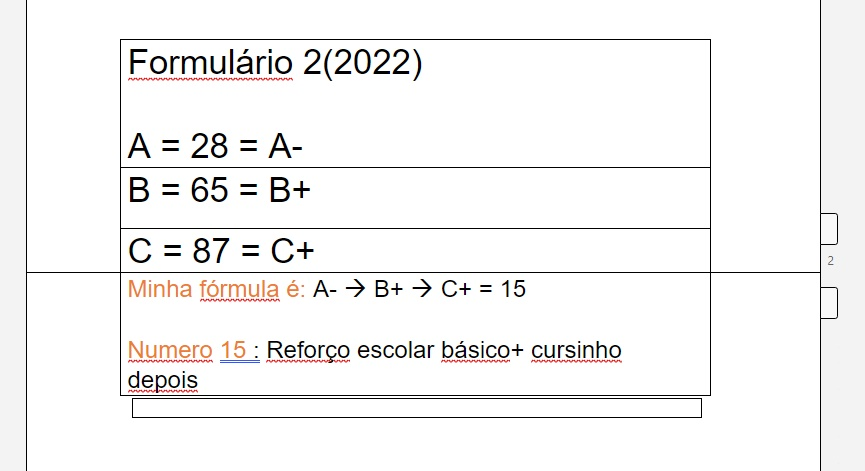 Formulário 2(2022)
A = 28 = A-
B = 65 = B+
C = 87 = C+
2
Minha fórmula é: A- → B+ → C+ = 15
Numero 15 : Reforço escolar básico+ cursinho
depois